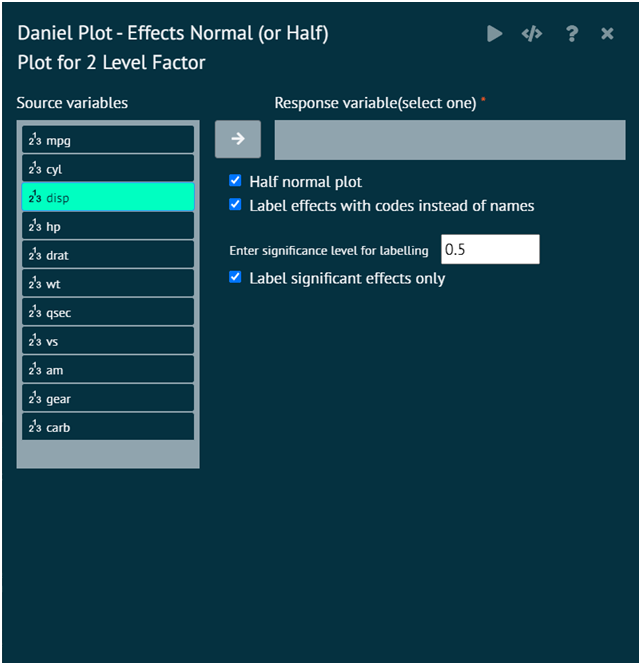 Daniel Plot - Effects Normal (or Half)
Plot for 2 Level Factor
Source variables
Response variable(select one) *
mpg
cyl
disp
hp
drat
wt
qsec
vs
am
gear
carb
Half normal plot
Label effects with codes instead of names
Enter significance level for labelling 0.5
Label significant effects only